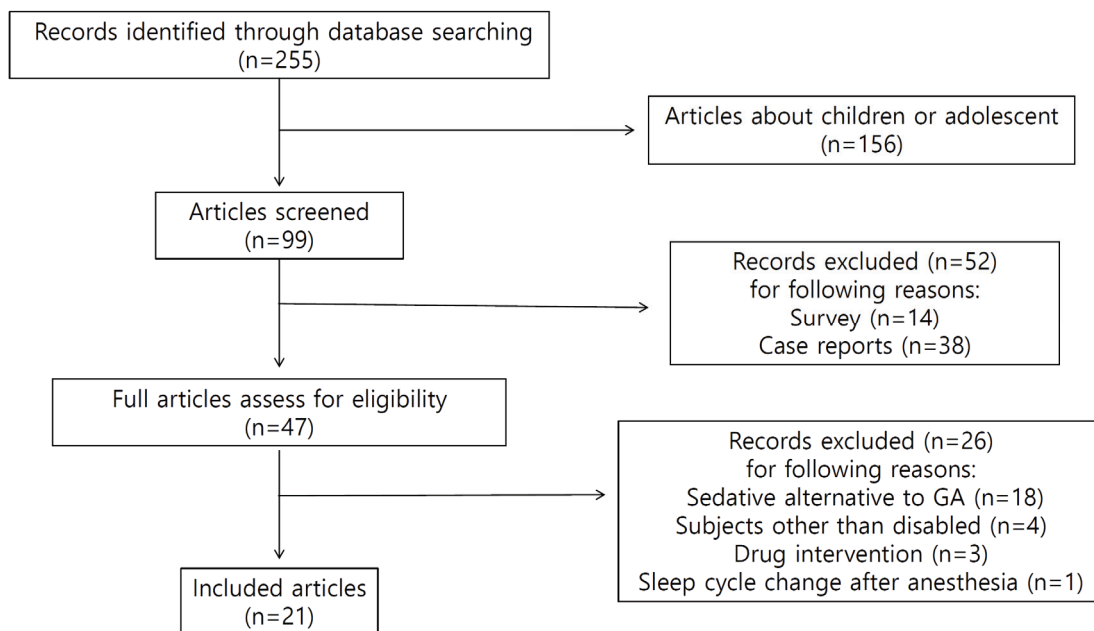 Records identified through database searching
(n=255)
Articles about children or adolescent
(n=156)
Articles screened
(n=99)
Records excluded (n=52)
for following reasons:
Survey (n=14)
Case reports (n=38)
Full articles assess for eligibility
(n=47)
Records excluded (n=26)
for following reasons:
Sedative alternative to GA (n=18)
Subjects other than disabled (n=4)
Drug intervention (n=3)
Sleep cycle change after anesthesia (n=1)
Included articles
(n=21)